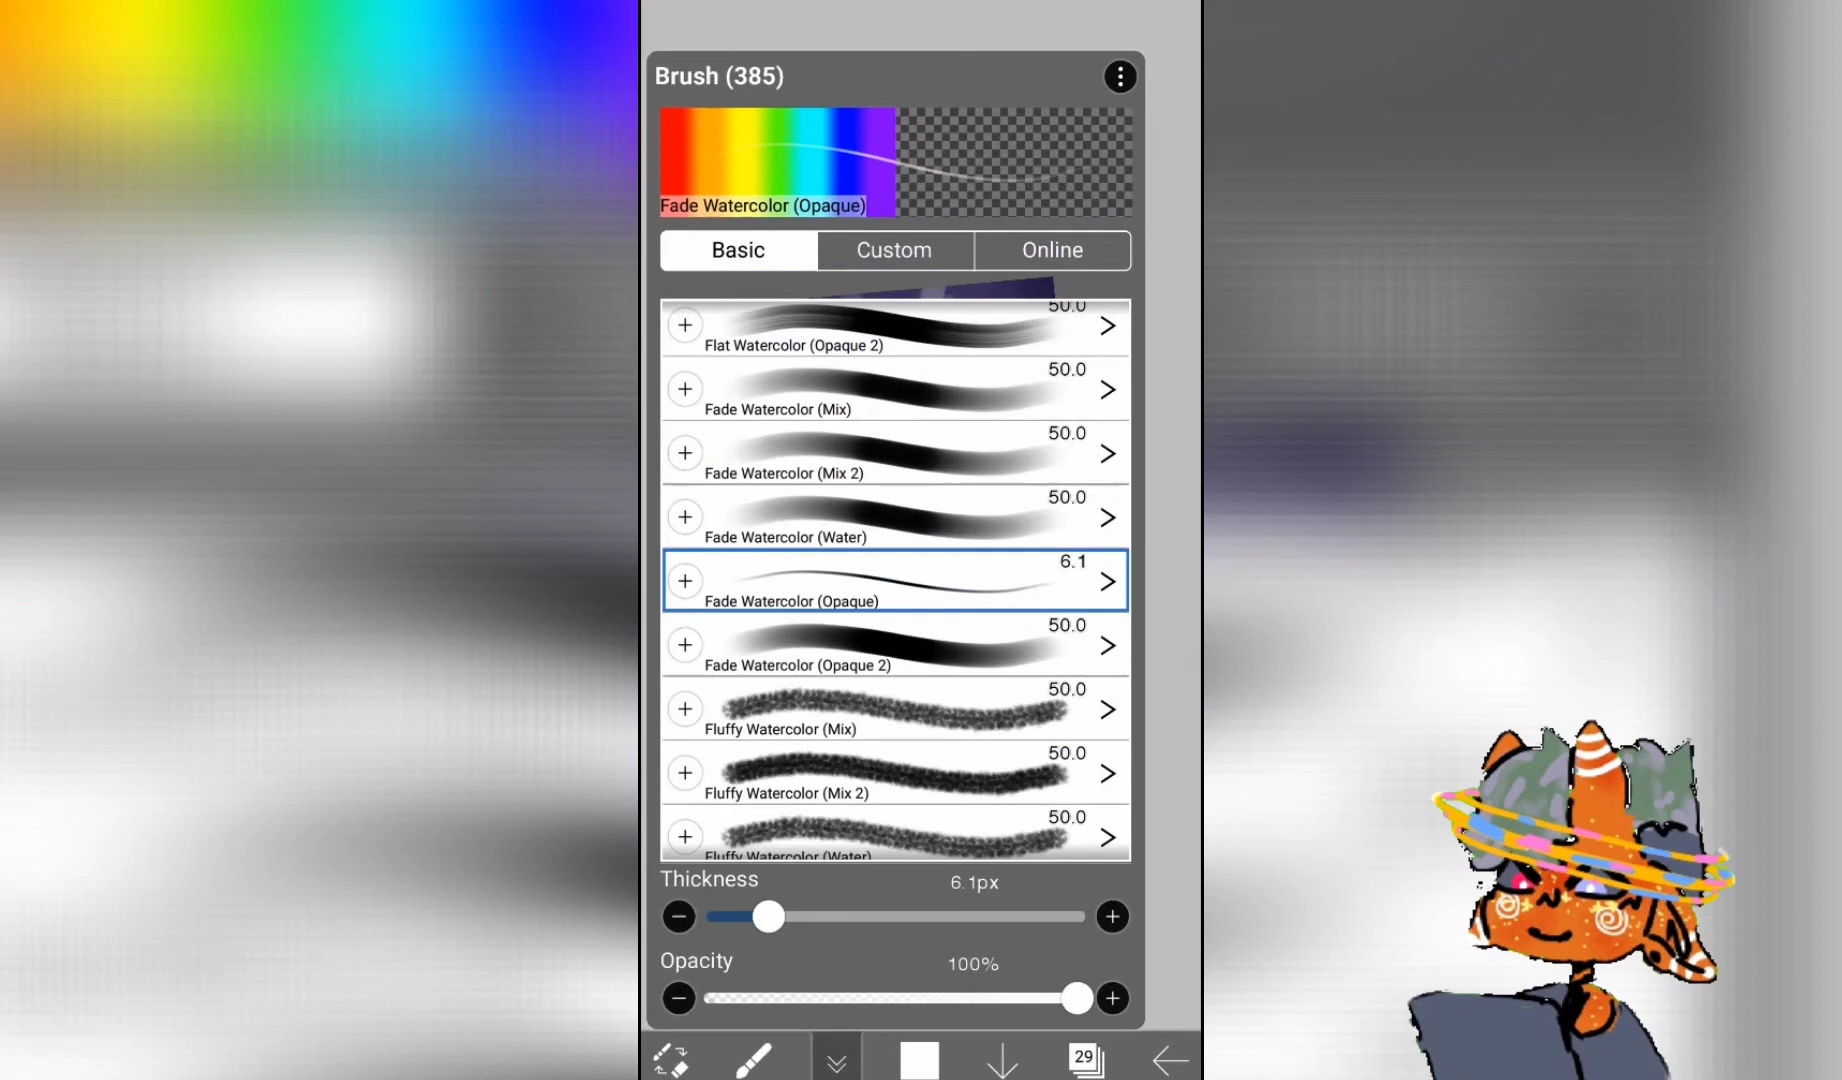 Brush (385)
Fade Watercolor (Opaque)
Basic
Custom
Online
50.0
Flat Watercolor (Opaque 2)
50.0
Fade Watercolor (Mix)
50.0
Fade Watercolor (Mix 2)
50.0
Fade Watercolor (Water)
6.1
Fade Watercolor (Opaque)
50.0
Fade Watercolor (Opaque 2)
50.0
Fluffy Watercolor (Mix)
50.0
Fluffy Watercolor (Mix 2)
50.0
Fluffy Watercolor (Water)
Thickness
6.1px
Opacity
100%
29